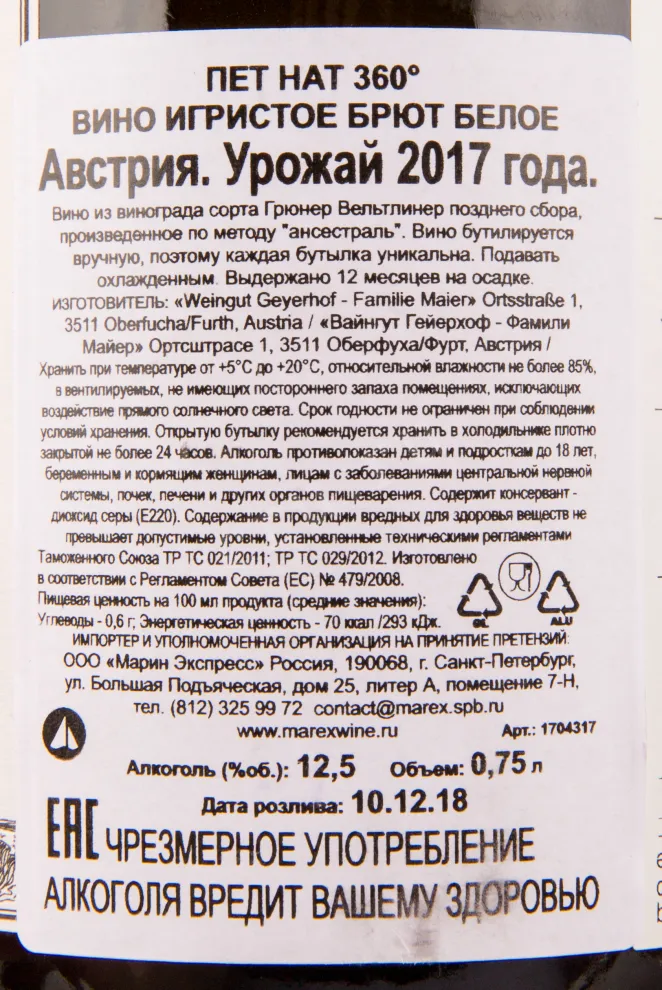 ПЕТ НАТ 360°
ВИНО ИГРИСТОЕ БРЮТ БЕЛОЕ
Австрия. Урожай 2017 года.
Вино из винограда сорта Грюнер Вельтлинер позднего сбора,
произведенное по методу "ансестраль". Вино бутилируется
вручную, поэтому каждая бутылка уникальна. Подавать
охлажденным. Выдержано 12 месяцев на осадке.
ИЗГОТОВИТЕЛЬ: «Weingut Geyerhof - Familie Maier» Ortsstraße 1,
3511 Oberfucha/Furth, Austria / «Вайнгут Гейерхоф - Фамили
Майер» Ортсштрасе 1, 3511 Оберфуха/Фурт, Австрия /
Хранить при температуре от +5°С до +20°С, относительной влажности не более 85%,
в вентилируемых, не имеющих постороннего запаха помещениях, исключающих
воздействие прямого солнечного света. Срок годности не ограничен при соблюдении
условий хранения. Открытую бутылку рекомендуется хранить в холодильнике плотно
закрытой не более 24 часов. Алкоголь противопоказан детям и подросткам до 18 лет,
беременным и кормящим женщинам, лицам с заболеваниями центральной нервной
системы, почек, печени и других органов пищеварения. Содержит консервант -
диоксид серы (Е220). Содержание в продукции вредных для здоровья веществ не
превышает допустимые уровни, установленные техническими регламентами
Таможенного Союза ТР ТС 021/2011; ТР ТС 029/2012. Изготовлено
в соответствии с Регламентом Совета (ЕС) № 479/2008.
Пищевая ценность на 100 мл продукта (средние значения):
Углеводы - 0,6 г; Энергетическая ценность - 70 ккал /293 кДж.
GL ALU
ИМПОРТЕР И УПОЛНОМОЧЕННАЯ ОРГАНИЗАЦИЯ НА ПРИНЯТИЕ ПРЕТЕНЗИЙ:
ООО «Марин Экспресс» Россия, 190068, г. Санкт-Петербург,
ул. Большая Подъяческая, дом 25, литер А, помещение 7-Н,
тел. (812) 325 99 72 contact@marex.spb.ru
www.marexwine.ru Арт.: 1704317
Алкоголь (%об.): 12,5 Объем: 0,75 л
Дата розлива: 10.12.18
EAC ЧРЕЗМЕРНОЕ УПОТРЕБЛЕНИЕ
АЛКОГОЛЯ ВРЕДИТ ВАШЕМУ ЗДОРОВЬЮ